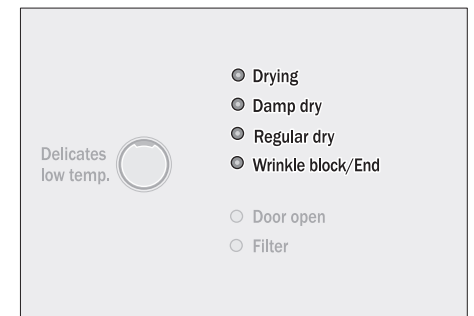 Drying
Damp dry
Regular dry
Wrinkle block/End
Delicates
low temp.
Door open
Filter